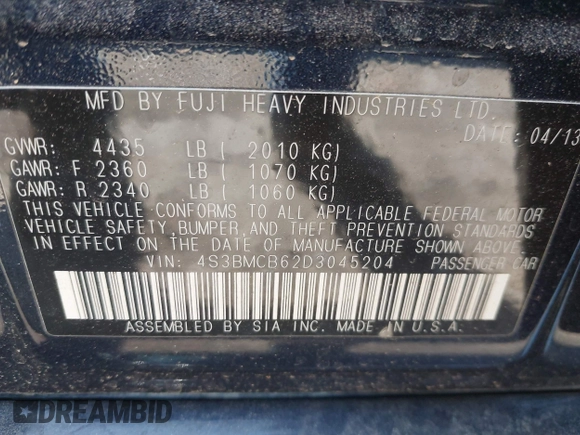 MFD BY FUJI HEAVY INDUSTRIES LTD.
DATE: 04/13
GVWR: 4435 LB ( 2010 KG)
GAWR: F 2360 LB ( 1070 KG)
GAWR: R 2340 LB ( 1060 KG)
THIS VEHICLE CONFORMS TO ALL APPLICABLE FEDERAL MOTOR
VEHICLE SAFETY, BUMPER, AND THEFT PREVENTION STANDARDS
IN EFFECT ON THE DATE OF MANUFACTURE SHOWN ABOVE.
VIN: 4S3BMCB62D3045204 PASSENGER CAR
ASSEMBLED BY SIA INC. MADE IN U.S.A.
DREAMBID